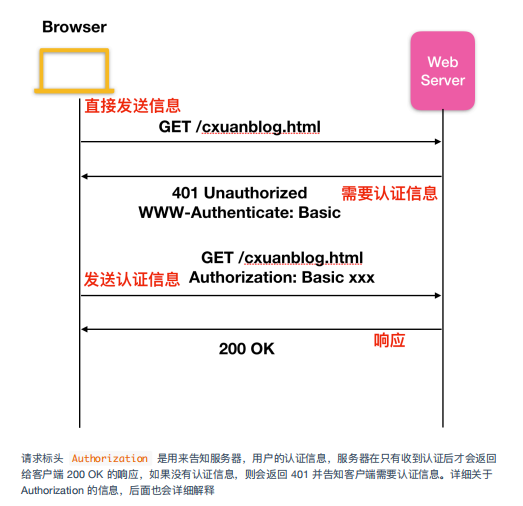 Browser
Web
Server
直接发送信息
GET /cxuanblog.html
401 Unauthorized
需要认证信息
WWW-Authenticate: Basic
GET /cxuanblog.html
发送认证信息
Authorization: Basic xxx
响应
200 OK
请求标头 Authorization 是用来告知服务器，用户的认证信息，服务器在只有收到认证后才会返回
给客户端 200 OK 的响应，如果没有认证信息，则会返回 401 并告知客户端需要认证信息。详细关于
Authorization 的信息，后面也会详细解释